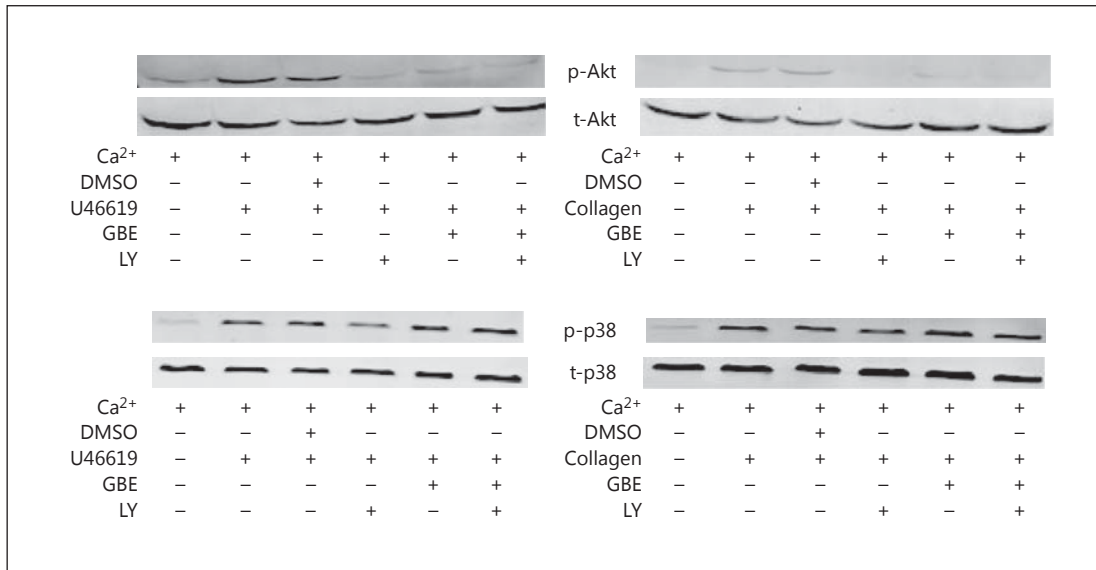 p-Akt
t-Akt
Ca²⁺ + + + + + + Ca²⁺ + + + + + +
DMSO – – + – – – DMSO – – + – – –
U46619 – + + + + + Collagen – + + + + +
GBE – – – – + + GBE – – – – + +
LY – – – + – + LY – – – + – +
p-p38
t-p38
Ca²⁺ + + + + + + Ca²⁺ + + + + + +
DMSO – – + – – – DMSO – – + – – –
U46619 – + + + + + Collagen – + + + + +
GBE – – – – + + GBE – – – – + +
LY – – – + – + LY – – – + – +